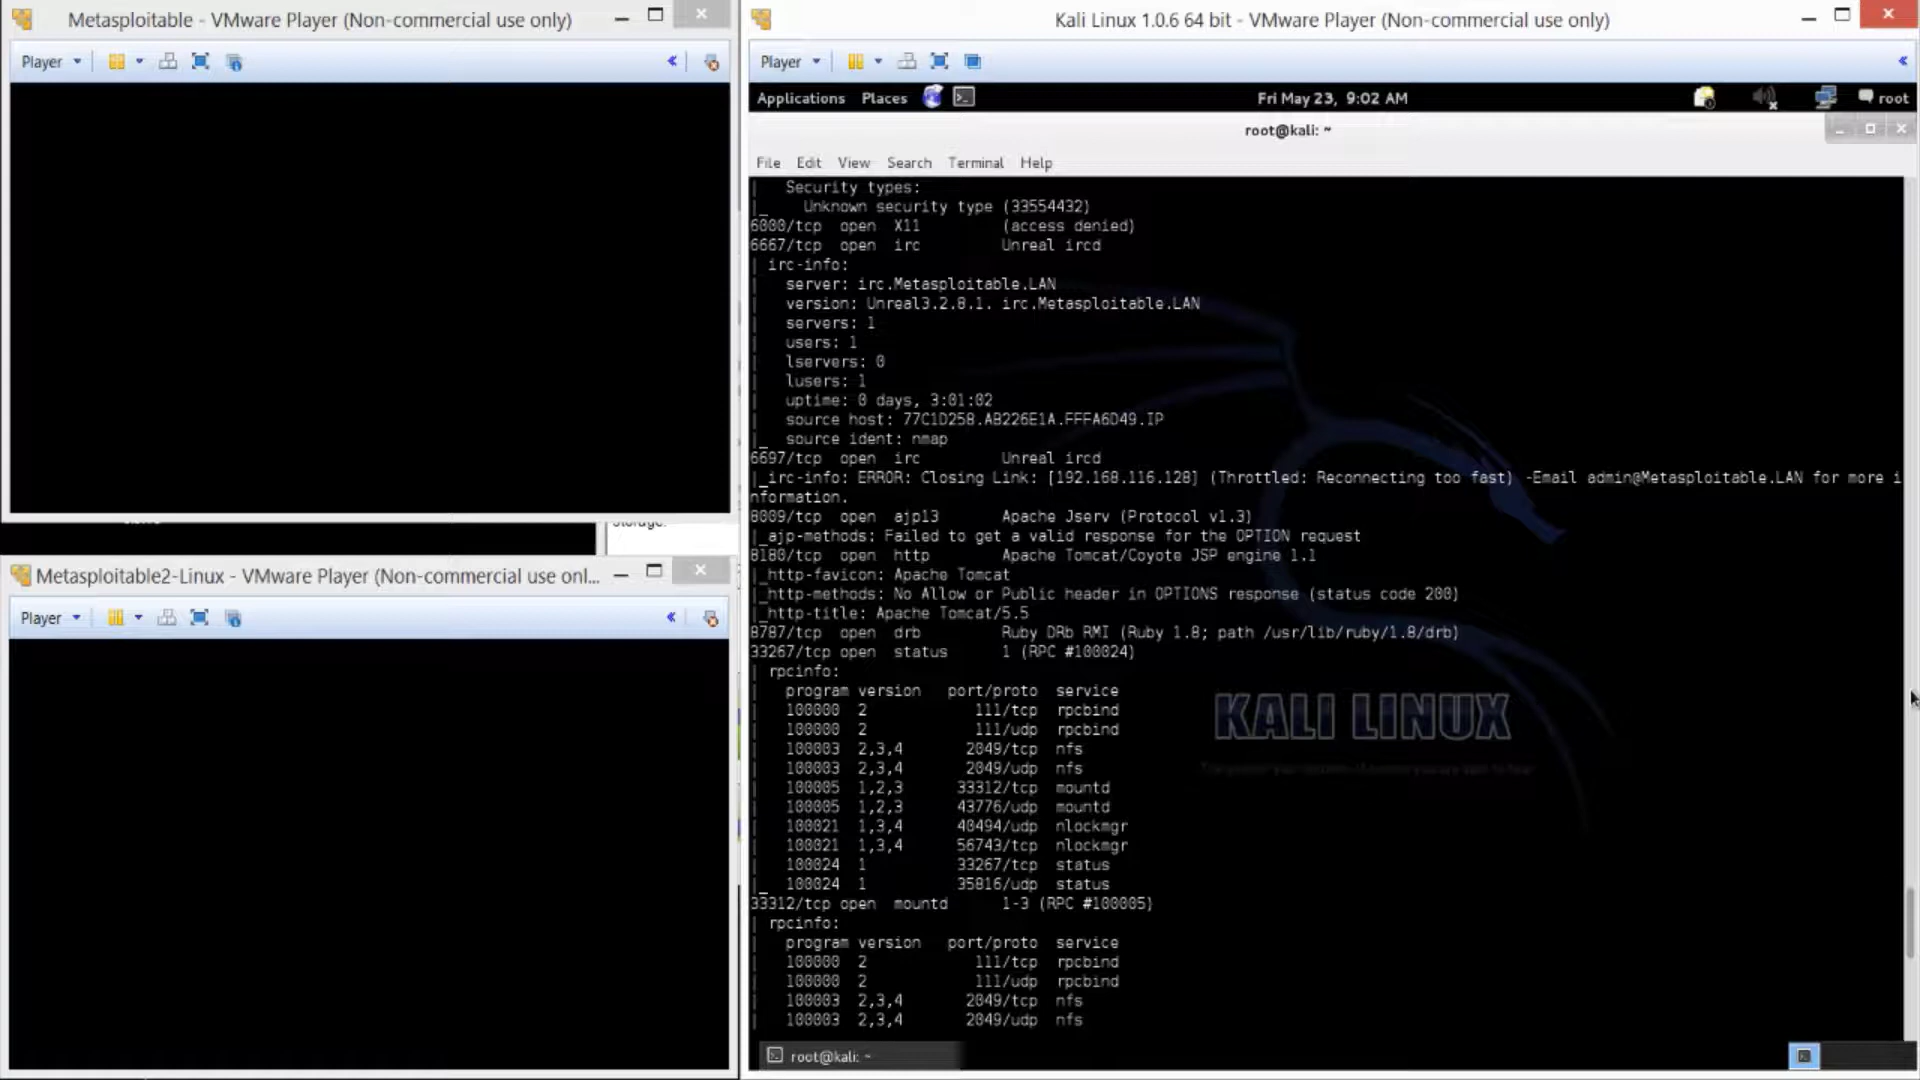 Metasploitable - VMware Player (Non-commercial use only)
Player
Storage:
Metasploitable2-Linux - VMware Player (Non-commercial use onl...
Player
Kali Linux 1.0.6 64 bit - VMware Player (Non-commercial use only)
Player
Applications Places Fri May 23, 9:02 AM root
root@kali: ~
File Edit View Search Terminal Help
|   Security types:
|_    Unknown security type (33554432)
6000/tcp  open  X11         (access denied)
6667/tcp  open  irc         Unreal ircd
| irc-info:
|   server: irc.Metasploitable.LAN
|   version: Unreal3.2.8.1. irc.Metasploitable.LAN
|   servers: 1
|   users: 1
|   lservers: 0
|   lusers: 1
|   uptime: 0 days, 3:01:02
|   source host: 77C1D258.AB226E1A.FFFA6D49.IP
|_  source ident: nmap
6697/tcp  open  irc         Unreal ircd
|_irc-info: ERROR: Closing Link: [192.168.116.128] (Throttled: Reconnecting too fast) -Email admin@Metasploitable.LAN for more i
nformation.
8009/tcp  open  ajp13       Apache Jserv (Protocol v1.3)
|_ajp-methods: Failed to get a valid response for the OPTION request
8180/tcp  open  http        Apache Tomcat/Coyote JSP engine 1.1
|_http-favicon: Apache Tomcat
|_http-methods: No Allow or Public header in OPTIONS response (status code 200)
|_http-title: Apache Tomcat/5.5
8787/tcp  open  drb         Ruby DRb RMI (Ruby 1.8; path /usr/lib/ruby/1.8/drb)
33267/tcp open  status      1 (RPC #100024)
| rpcinfo:
|   program version   port/proto  service
|   100000  2            111/tcp  rpcbind
|   100000  2            111/udp  rpcbind
|   100003  2,3,4       2049/tcp  nfs
|   100003  2,3,4       2049/udp  nfs
|   100005  1,2,3      33312/tcp  mountd
|   100005  1,2,3      43776/udp  mountd
|   100021  1,3,4      40494/udp  nlockmgr
|   100021  1,3,4      56743/tcp  nlockmgr
|   100024  1          33267/tcp  status
|_  100024  1          35816/udp  status
33312/tcp open  mountd      1-3 (RPC #100005)
| rpcinfo:
|   program version   port/proto  service
|   100000  2            111/tcp  rpcbind
|   100000  2            111/udp  rpcbind
|   100003  2,3,4       2049/tcp  nfs
|   100003  2,3,4       2049/udp  nfs
KALI LINUX
root@kali: ~